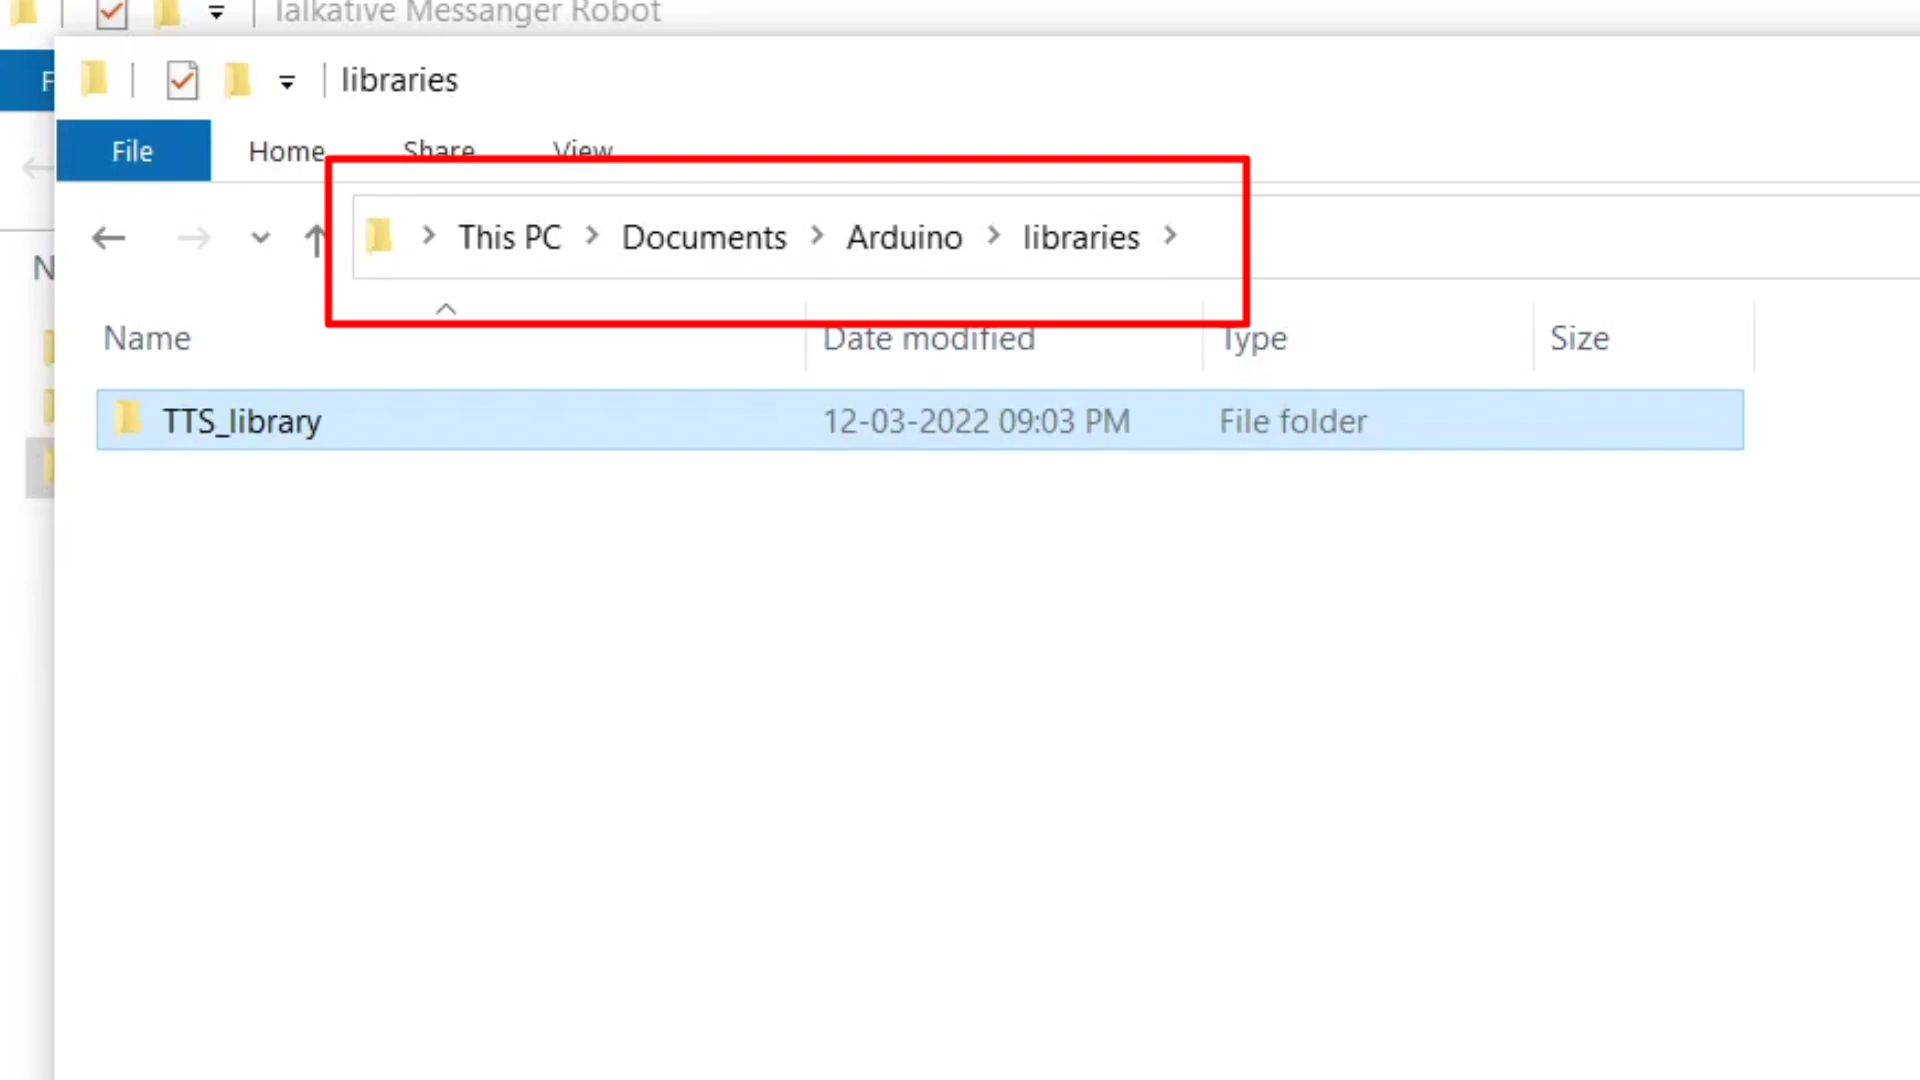 Talkative Messanger Robot
libraries
File Home Share View
This PC Documents Arduino libraries
Name Date modified Type Size
TTS_library 12-03-2022 09:03 PM File folder